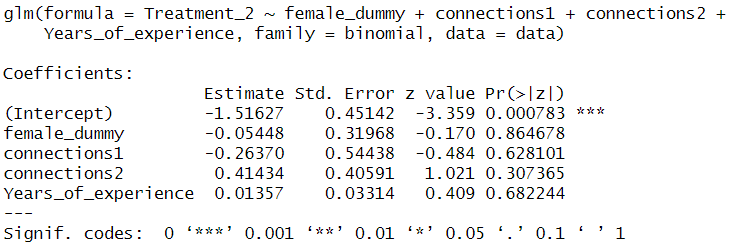 glm(formula = Treatment_2 ~ female_dummy + connections1 + connections2 +
    Years_of_experience, family = binomial, data = data)

Coefficients:
                    Estimate Std. Error z value Pr(>|z|)
(Intercept)         -1.51627    0.45142  -3.359 0.000783 ***
female_dummy        -0.05448    0.31968  -0.170 0.864678
connections1        -0.26370    0.54438  -0.484 0.628101
connections2         0.41434    0.40591   1.021 0.307365
Years_of_experience  0.01357    0.03314   0.409 0.682244
---
Signif. codes:  0 ‘***’ 0.001 ‘**’ 0.01 ‘*’ 0.05 ‘.’ 0.1 ‘ ’ 1